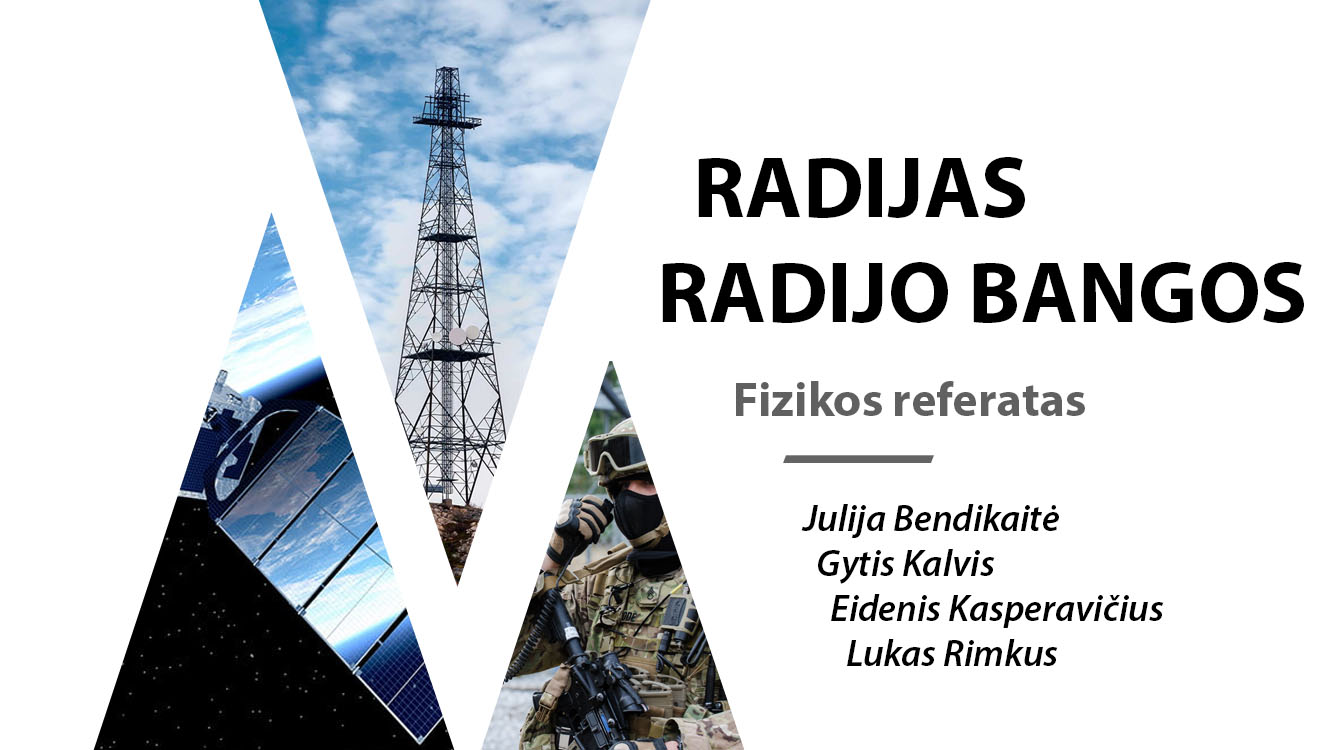 RADIJAS
RADIJO BANGOS
Fizikos referatas
Julija Bendikaitė
Gytis Kalvis
Eidenis Kasperavičius
Lukas Rimkus